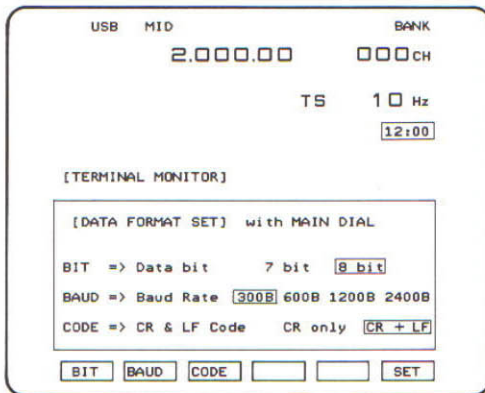 USB MID BANK
2.000.00 000CH
TS 10 Hz
12:00
[TERMINAL MONITOR]
[DATA FORMAT SET] with MAIN DIAL
BIT => Data bit 7 bit 8 bit
BAUD => Baud Rate 300B 600B 1200B 2400B
CODE => CR & LF Code CR only CR + LF
BIT BAUD CODE SET